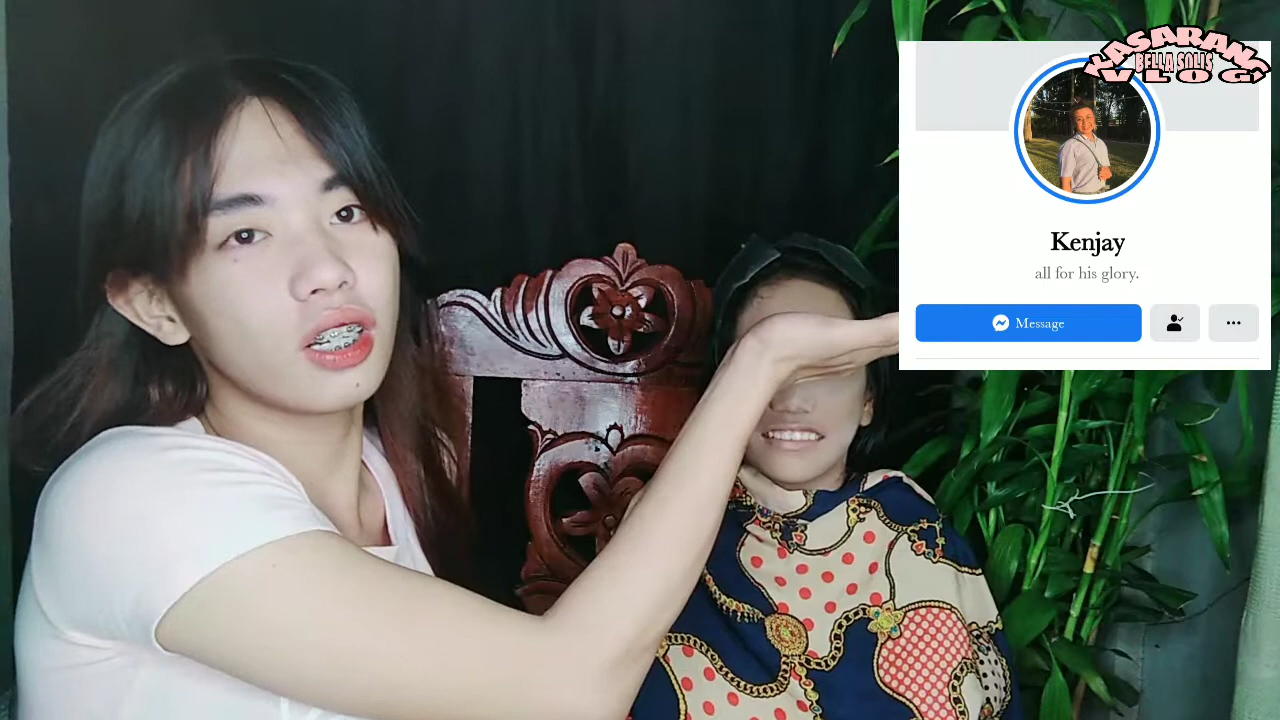 KASARANG
BELLA SOLIS
VLOG
Kenjay
all for his glory.
Message